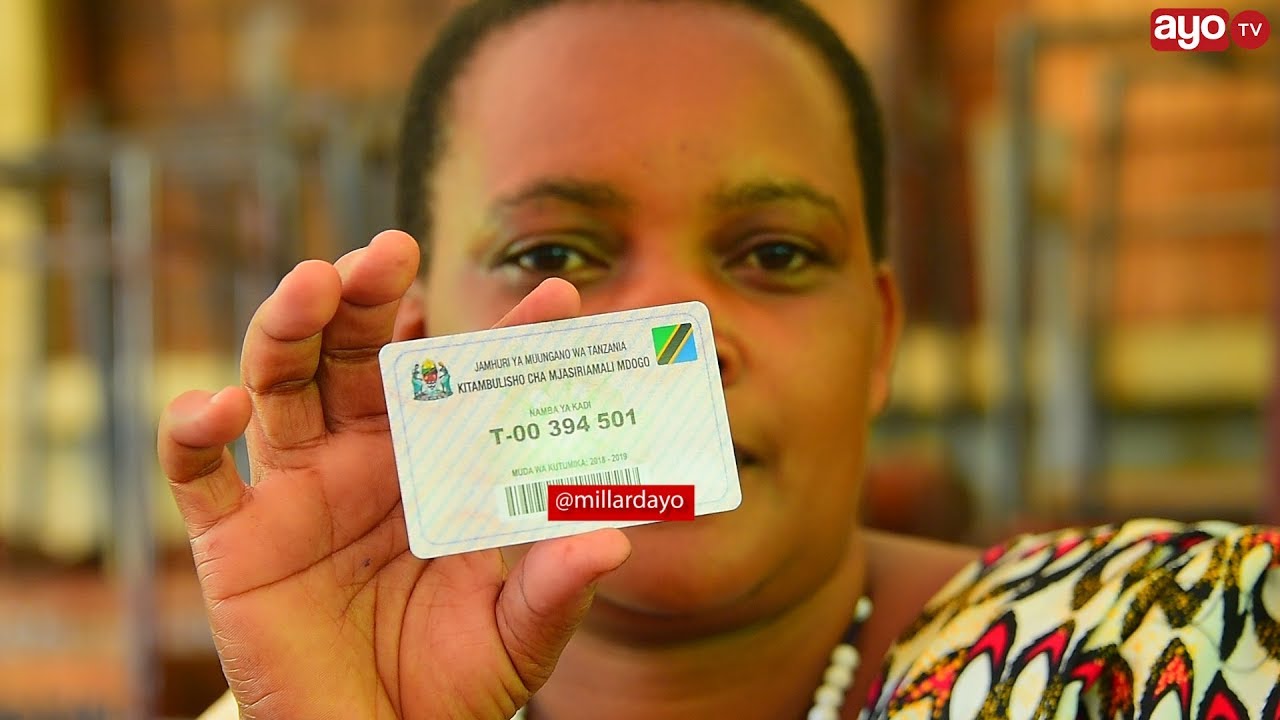 ayo TV
JAMHURI YA MUUNGANO WA TANZANIA
KITAMBULISHO CHA MJASIRIAMALI MDOGO
NAMBA YA KADI
T-00 394 501
MUDA WA KUTUMIKA: 2018 - 2019
@millardayo